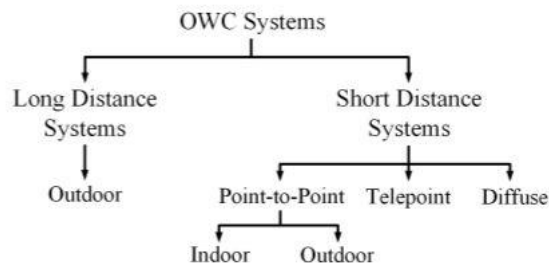 OWC Systems
Long Distance
Systems
Short Distance
Systems
Outdoor
Point-to-Point
Telepoint
Diffuse
Indoor
Outdoor